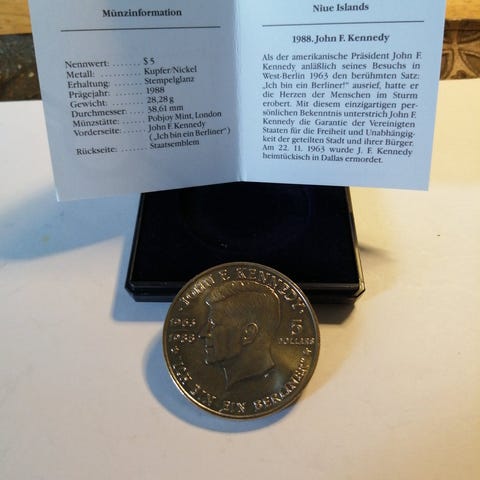 Münzinformation
Nennwert: ........ $ 5
Metall: ........... Kupfer/Nickel
Erhaltung: ....... Stempelglanz
Prägejahr: ....... 1988
Gewicht: ......... 28,28 g
Durchmesser: ... 38,61 mm
Münzstätte: ..... Pobjoy Mint, London
Vorderseite: ..... John F. Kennedy
(„Ich bin ein Berliner")
Rückseite: ....... Staatsemblem
Niue Islands
1988. John F. Kennedy
Als der amerikanische Präsident John F.
Kennedy anläßlich seines Besuchs in
West-Berlin 1963 den berühmten Satz:
„Ich bin ein Berliner!" ausrief, hatte er
die Herzen der Menschen im Sturm
erobert. Mit diesem einzigartigen per-
sönlichen Bekenntnis unterstrich John F.
Kennedy die Garantie der Vereinigten
Staaten für die Freiheit und Unabhängig-
keit der geteilten Stadt und ihrer Bürger.
Am 22. 11. 1963 wurde J. F. Kennedy
heimtückisch in Dallas ermordet.
JOHN F. KENNEDY
1963
1988
5
DOLLARS
"ICH BIN EIN BERLINER"